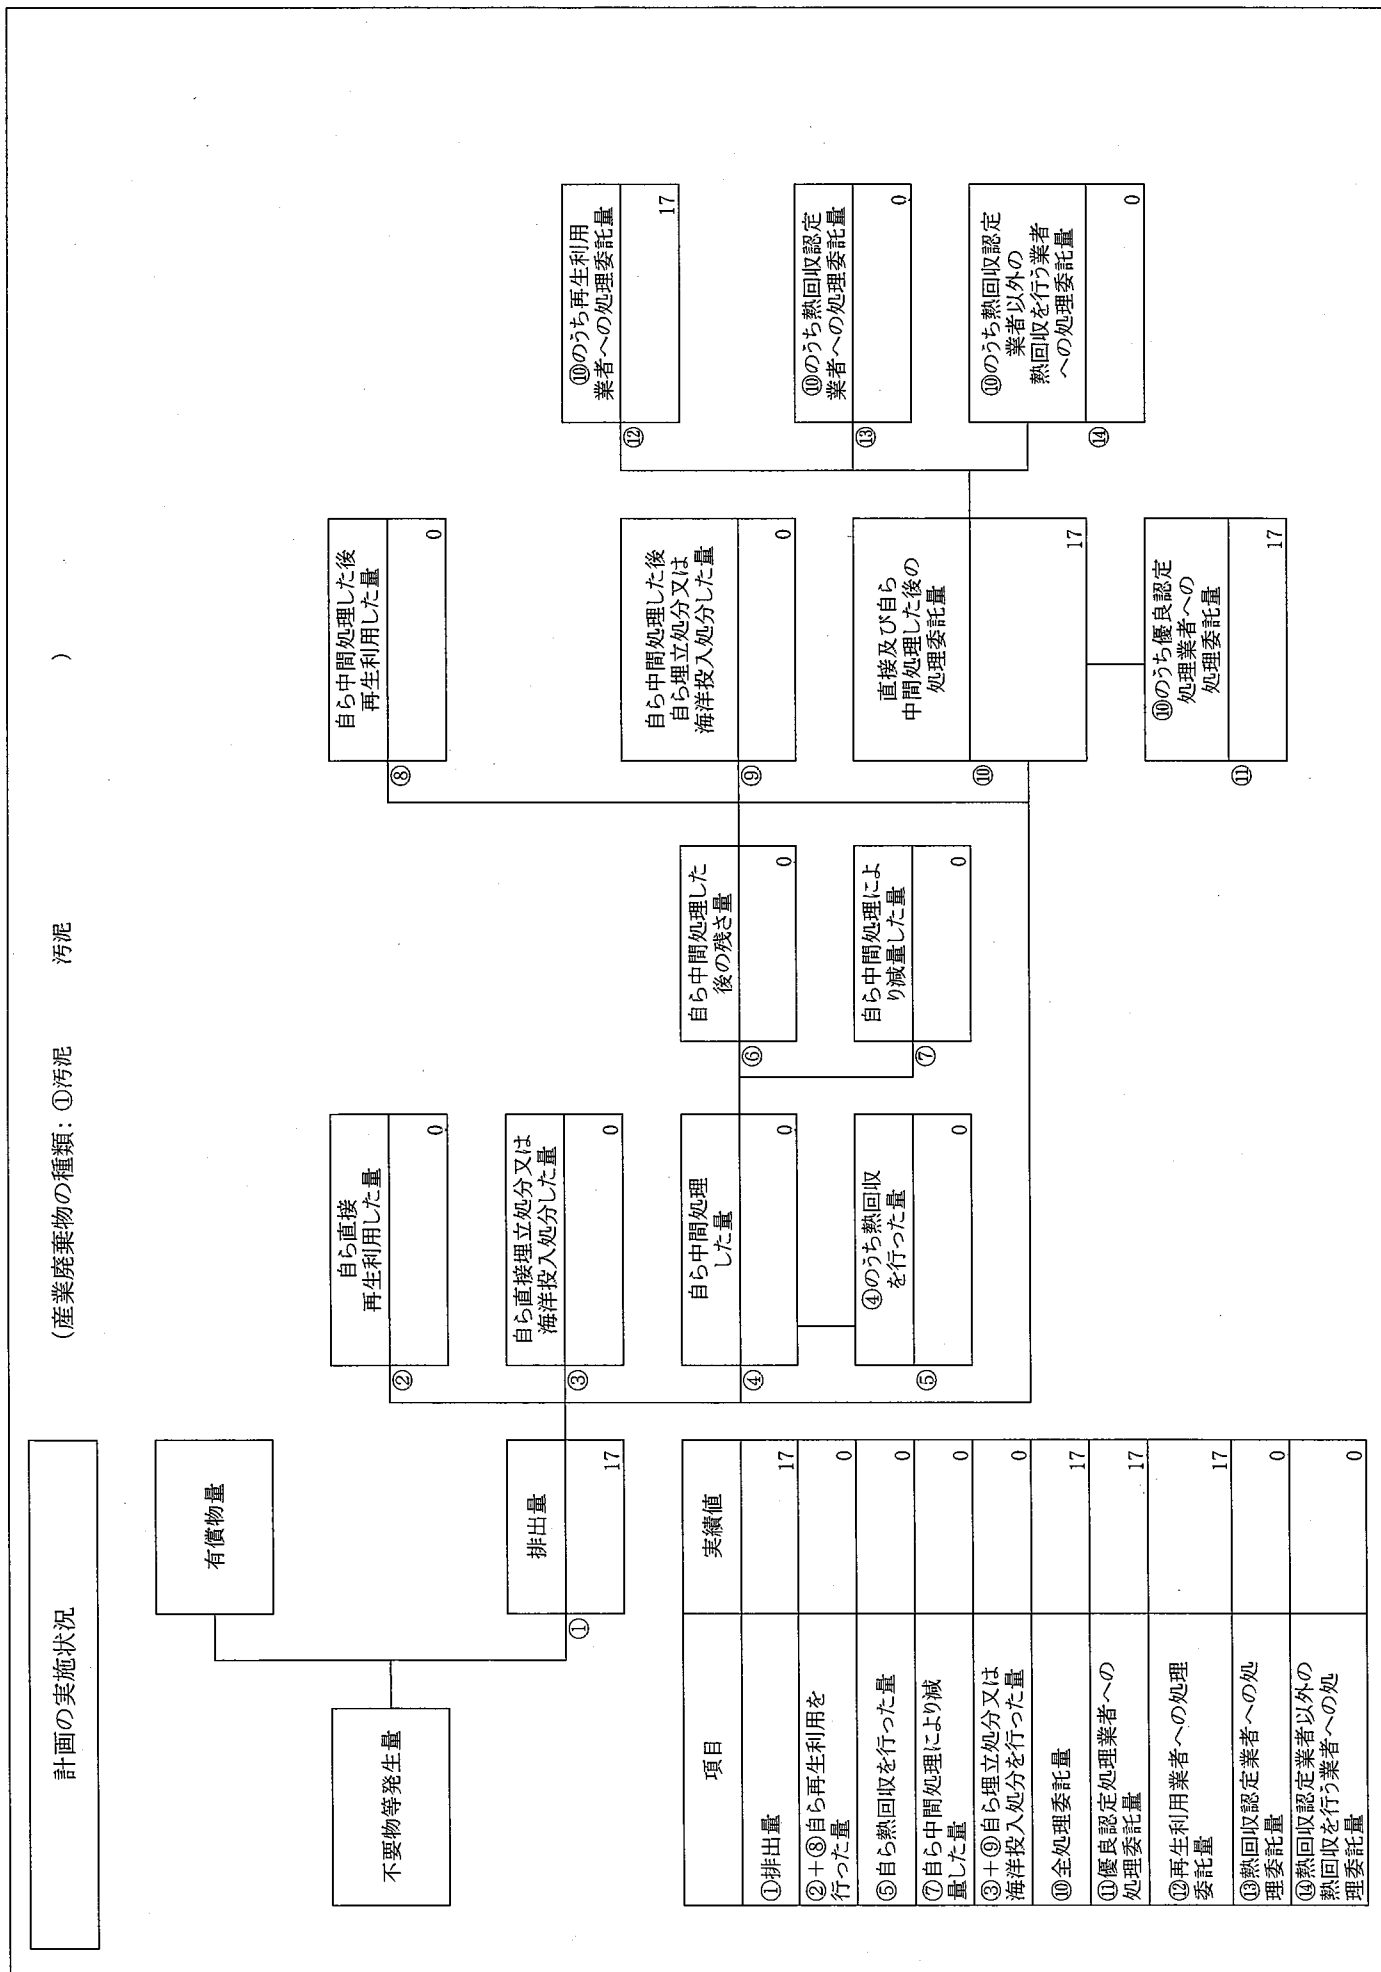 計画の実施状況
(産業廃棄物の種類: ①汚泥 汚泥 )
不要物等発生量
有償物量
①
排出量
17
②
自ら直接
再生利用した量
0
③
自ら直接埋立処分又は
海洋投入処分した量
0
④
自ら中間処理
した量
0
⑤
④のうち熱回収
を行った量
0
⑥
自ら中間処理した
後の残さ量
0
⑦
自ら中間処理によ
り減量した量
0
⑧
自ら中間処理した後
再生利用した量
0
⑨
自ら中間処理した後
自ら埋立処分又は
海洋投入処分した量
0
⑩
直接及び自ら
中間処理した後の
処理委託量
17
⑪
⑩のうち優良認定
処理業者への
処理委託量
17
⑫
⑩のうち再生利用
業者への処理委託量
17
⑬
⑩のうち熱回収認定
業者への処理委託量
0
⑭
⑩のうち熱回収認定
業者以外の
熱回収を行う業者
への処理委託量
0
項目 実績値
①排出量 17
②+⑧自ら再生利用を
行った量 0
⑤自ら熱回収を行った量 0
⑦自ら中間処理により減
量した量 0
③+⑨自ら埋立処分又は
海洋投入処分を行った量 0
⑩全処理委託量 17
⑪優良認定処理業者への
処理委託量 17
⑫再生利用業者への処理
委託量 17
⑬熱回収認定業者への処
理委託量 0
⑭熱回収認定業者以外の
熱回収を行う業者への処
理委託量 0